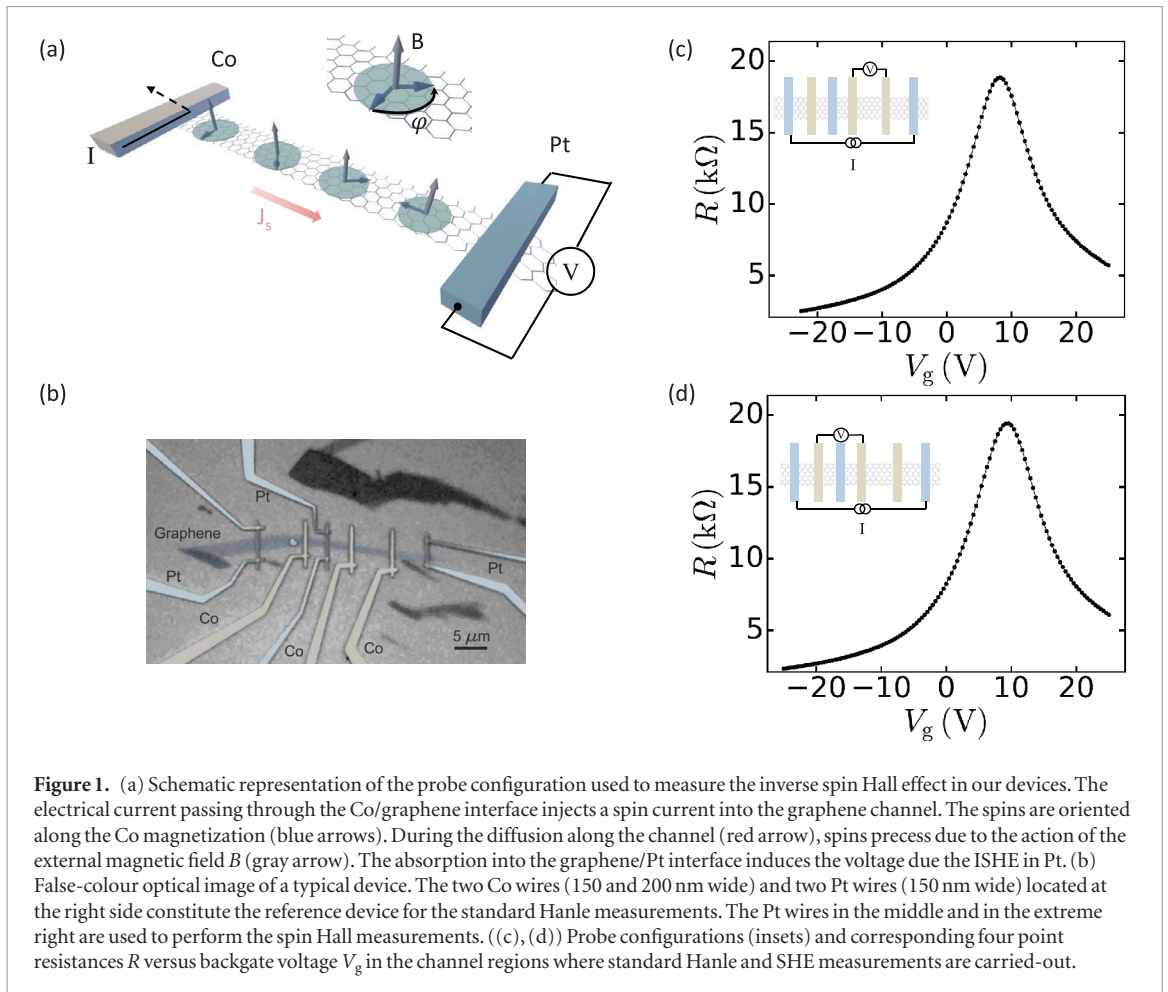 (a)
Co
B
φ
I
J_s
Pt
V
(b)
Pt
Graphene
Pt
Co
Co
Co
Pt
5 μm
(c)
V
I
R (kΩ)
20
15
10
5
−20 −10 0 10 20
V_g (V)
(d)
V
I
R (kΩ)
20
15
10
5
−20 −10 0 10 20
V_g (V)
Figure 1. (a) Schematic representation of the probe configuration used to measure the inverse spin Hall effect in our devices. The
electrical current passing through the Co/graphene interface injects a spin current into the graphene channel. The spins are oriented
along the Co magnetization (blue arrows). During the diffusion along the channel (red arrow), spins precess due to the action of the
external magnetic field B (gray arrow). The absorption into the graphene/Pt interface induces the voltage due the ISHE in Pt. (b)
False-colour optical image of a typical device. The two Co wires (150 and 200 nm wide) and two Pt wires (150 nm wide) located at
the right side constitute the reference device for the standard Hanle measurements. The Pt wires in the middle and in the extreme
right are used to perform the spin Hall measurements. ((c), (d)) Probe configurations (insets) and corresponding four point
resistances R versus backgate voltage V_g in the channel regions where standard Hanle and SHE measurements are carried-out.